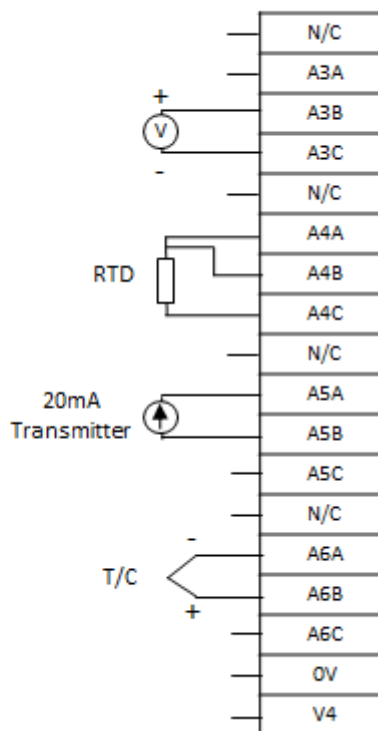 N/C
A3A
+
A3B
V
A3C
-
N/C
A4A
RTD
A4B
A4C
N/C
A5A
20mA
Transmitter
A5B
A5C
N/C
-
A6A
T/C
A6B
+
A6C
0V
V4